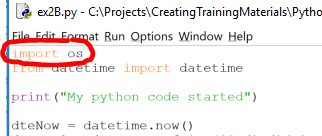 ex2B.py - C:\Projects\CreatingTrainingMaterials\Python
File Edit Format Run Options Window Help
import os
from datetime import datetime
print("My python code started")
dteNow = datetime.now()